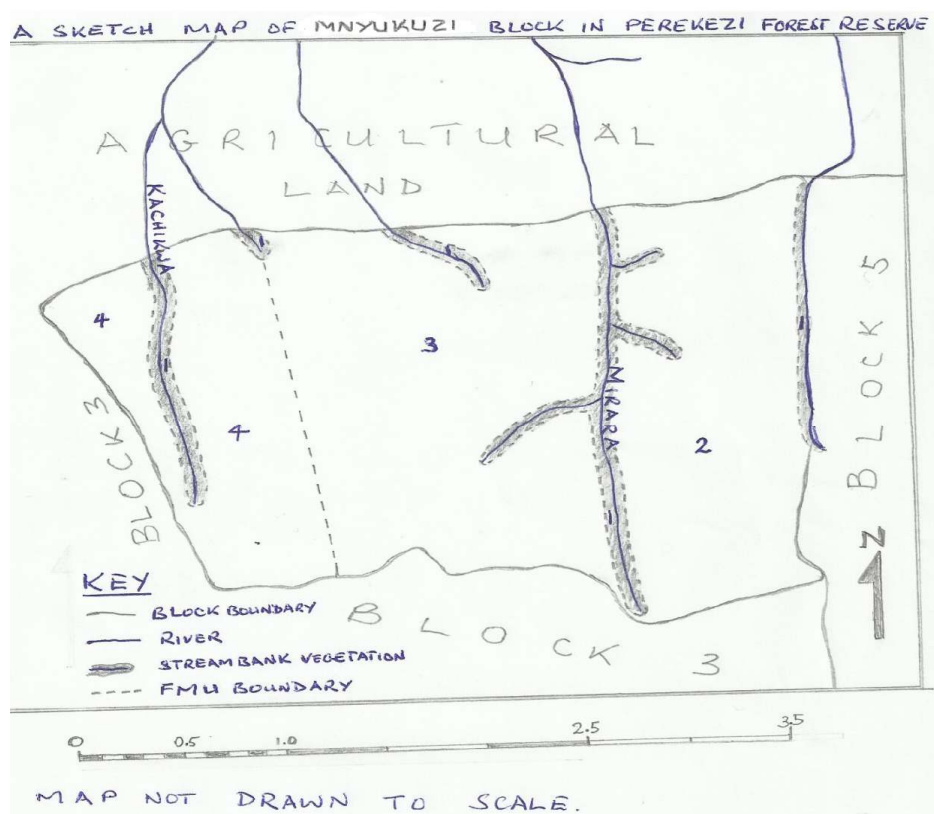 A SKETCH MAP OF MNYUKUZI BLOCK IN PEREKEZI FOREST RESERVE
AGRICULTURAL
LAND
KACHIKWA
4
3
4
MIRARA
2
BLOCK 5
BLOCK 3
N
BLOCK 3
KEY
BLOCK BOUNDARY
RIVER
STREAMBANK VEGETATION
FMU BOUNDARY
0 0.5 1.0 2.5 3.5
MAP NOT DRAWN TO SCALE.